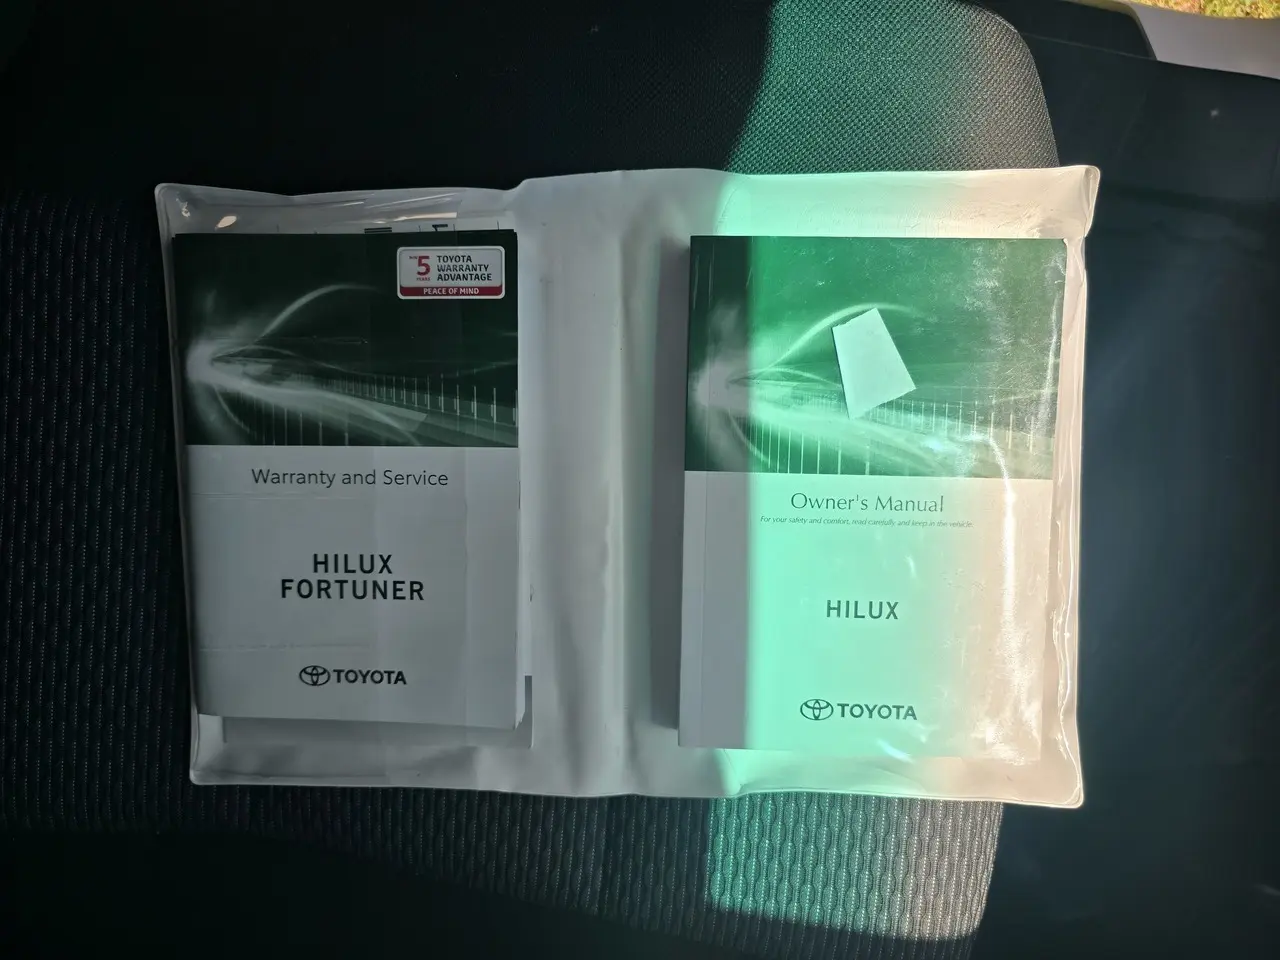 5
YEARS
TOYOTA
WARRANTY
ADVANTAGE
PEACE OF MIND
Warranty and Service
HILUX
FORTUNER
TOYOTA
Owner's Manual
For your safety and comfort, read carefully and keep in the vehicle.
HILUX
TOYOTA